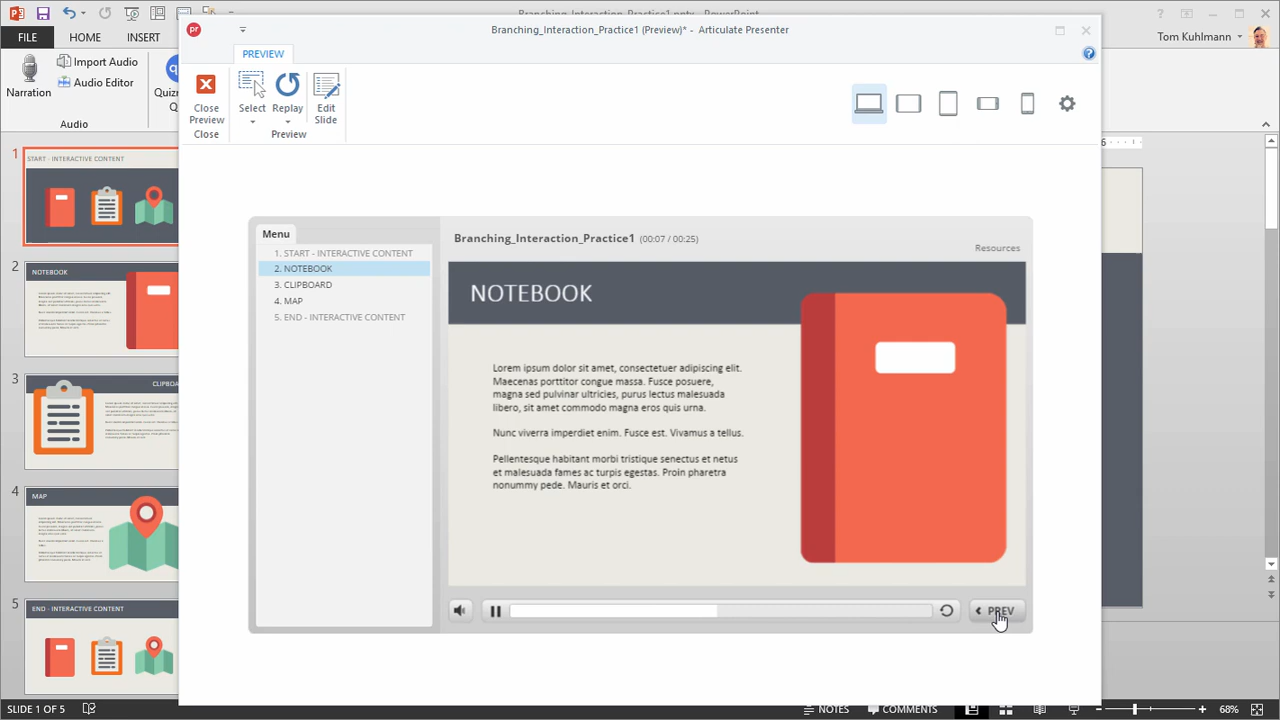 Branching_Interaction_Practice1.pptx - PowerPoint
pr
Branching_Interaction_Practice1 (Preview)* - Articulate Presenter
?
FILE
HOME
INSERT
Tom Kuhlmann
PREVIEW
?
Narration
Import Audio
Audio Editor
Audio
Close
Preview
Close
Select
Replay
Preview
Edit
Slide
1
START - INTERACTIVE CONTENT
2
NOTEBOOK
3
4
MAP
5
END - INTERACTIVE CONTENT
Menu
1. START - INTERACTIVE CONTENT
2. NOTEBOOK
3. CLIPBOARD
4. MAP
5. END - INTERACTIVE CONTENT
Branching_Interaction_Practice1 (00:07 / 00:25)
Resources
NOTEBOOK
Lorem ipsum dolor sit amet, consectetuer adipiscing elit.
Maecenas porttitor congue massa. Fusce posuere,
magna sed pulvinar ultricies, purus lectus malesuada
libero, sit amet commodo magna eros quis urna.
Nunc viverra imperdiet enim. Fusce est. Vivamus a tellus.
Pellentesque habitant morbi tristique senectus et netus
et malesuada fames ac turpis egestas. Proin pharetra
nonummy pede. Mauris et orci.
PREV
6
SLIDE 1 OF 5
NOTES
COMMENTS
68%